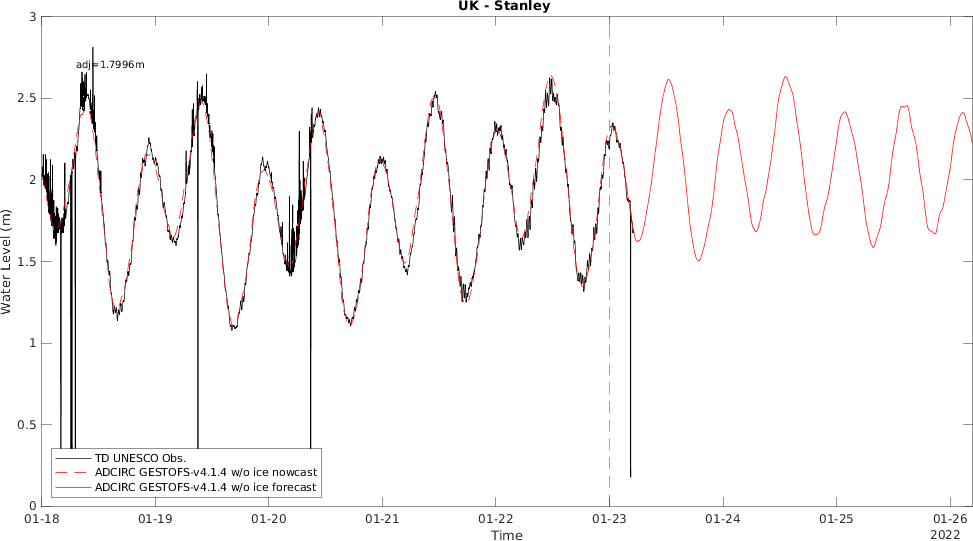 UK - Stanley
3
adj=1.7996m
2.5
2
1.5
1
0.5
0
Water Level (m)
TD UNESCO Obs.
ADCIRC GESTOFS-v4.1.4 w/o ice nowcast
ADCIRC GESTOFS-v4.1.4 w/o ice forecast
01-18 01-19 01-20 01-21 01-22 01-23 01-24 01-25 01-26
Time
2022